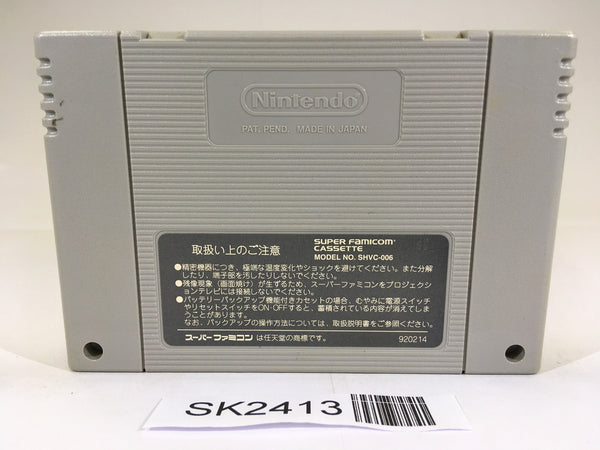 Nintendo
PAT. PEND. MADE IN JAPAN
取扱い上のご注意
SUPER FAMICOM
CASSETTE
MODEL NO. SHVC-006
●精密機器につき、極端な温度変化やショックを避けてください。また分解
したり、端子部を汚したりしないでください。
●残像現象(画面焼け)が生ずるため、スーパーファミコンをプロジェクシ
ョンテレビには接続しないでください。
●バッテリーバックアップ機能付きカセットの場合、むやみに電源スイッチ
やリセットスイッチをON・OFFすると、蓄積されている内容が消えてしま
うことがあります。
なお、バックアップの操作方法については、取扱説明書をご参照ください。
スーパーファミコン は任天堂の商標です。
920214
SK2413